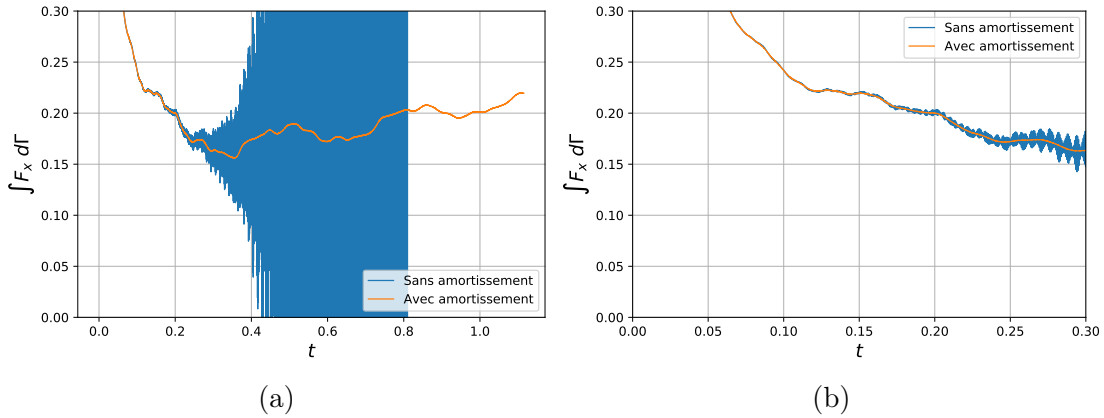 0.30
0.25
0.20
0.15
0.10
0.05
0.00
∫ F_x dΓ
0.0 0.2 0.4 0.6 0.8 1.0
t
Sans amortissement
Avec amortissement
(a)
0.30
0.25
0.20
0.15
0.10
0.05
0.00
∫ F_x dΓ
0.00 0.05 0.10 0.15 0.20 0.25 0.30
t
Sans amortissement
Avec amortissement
(b)